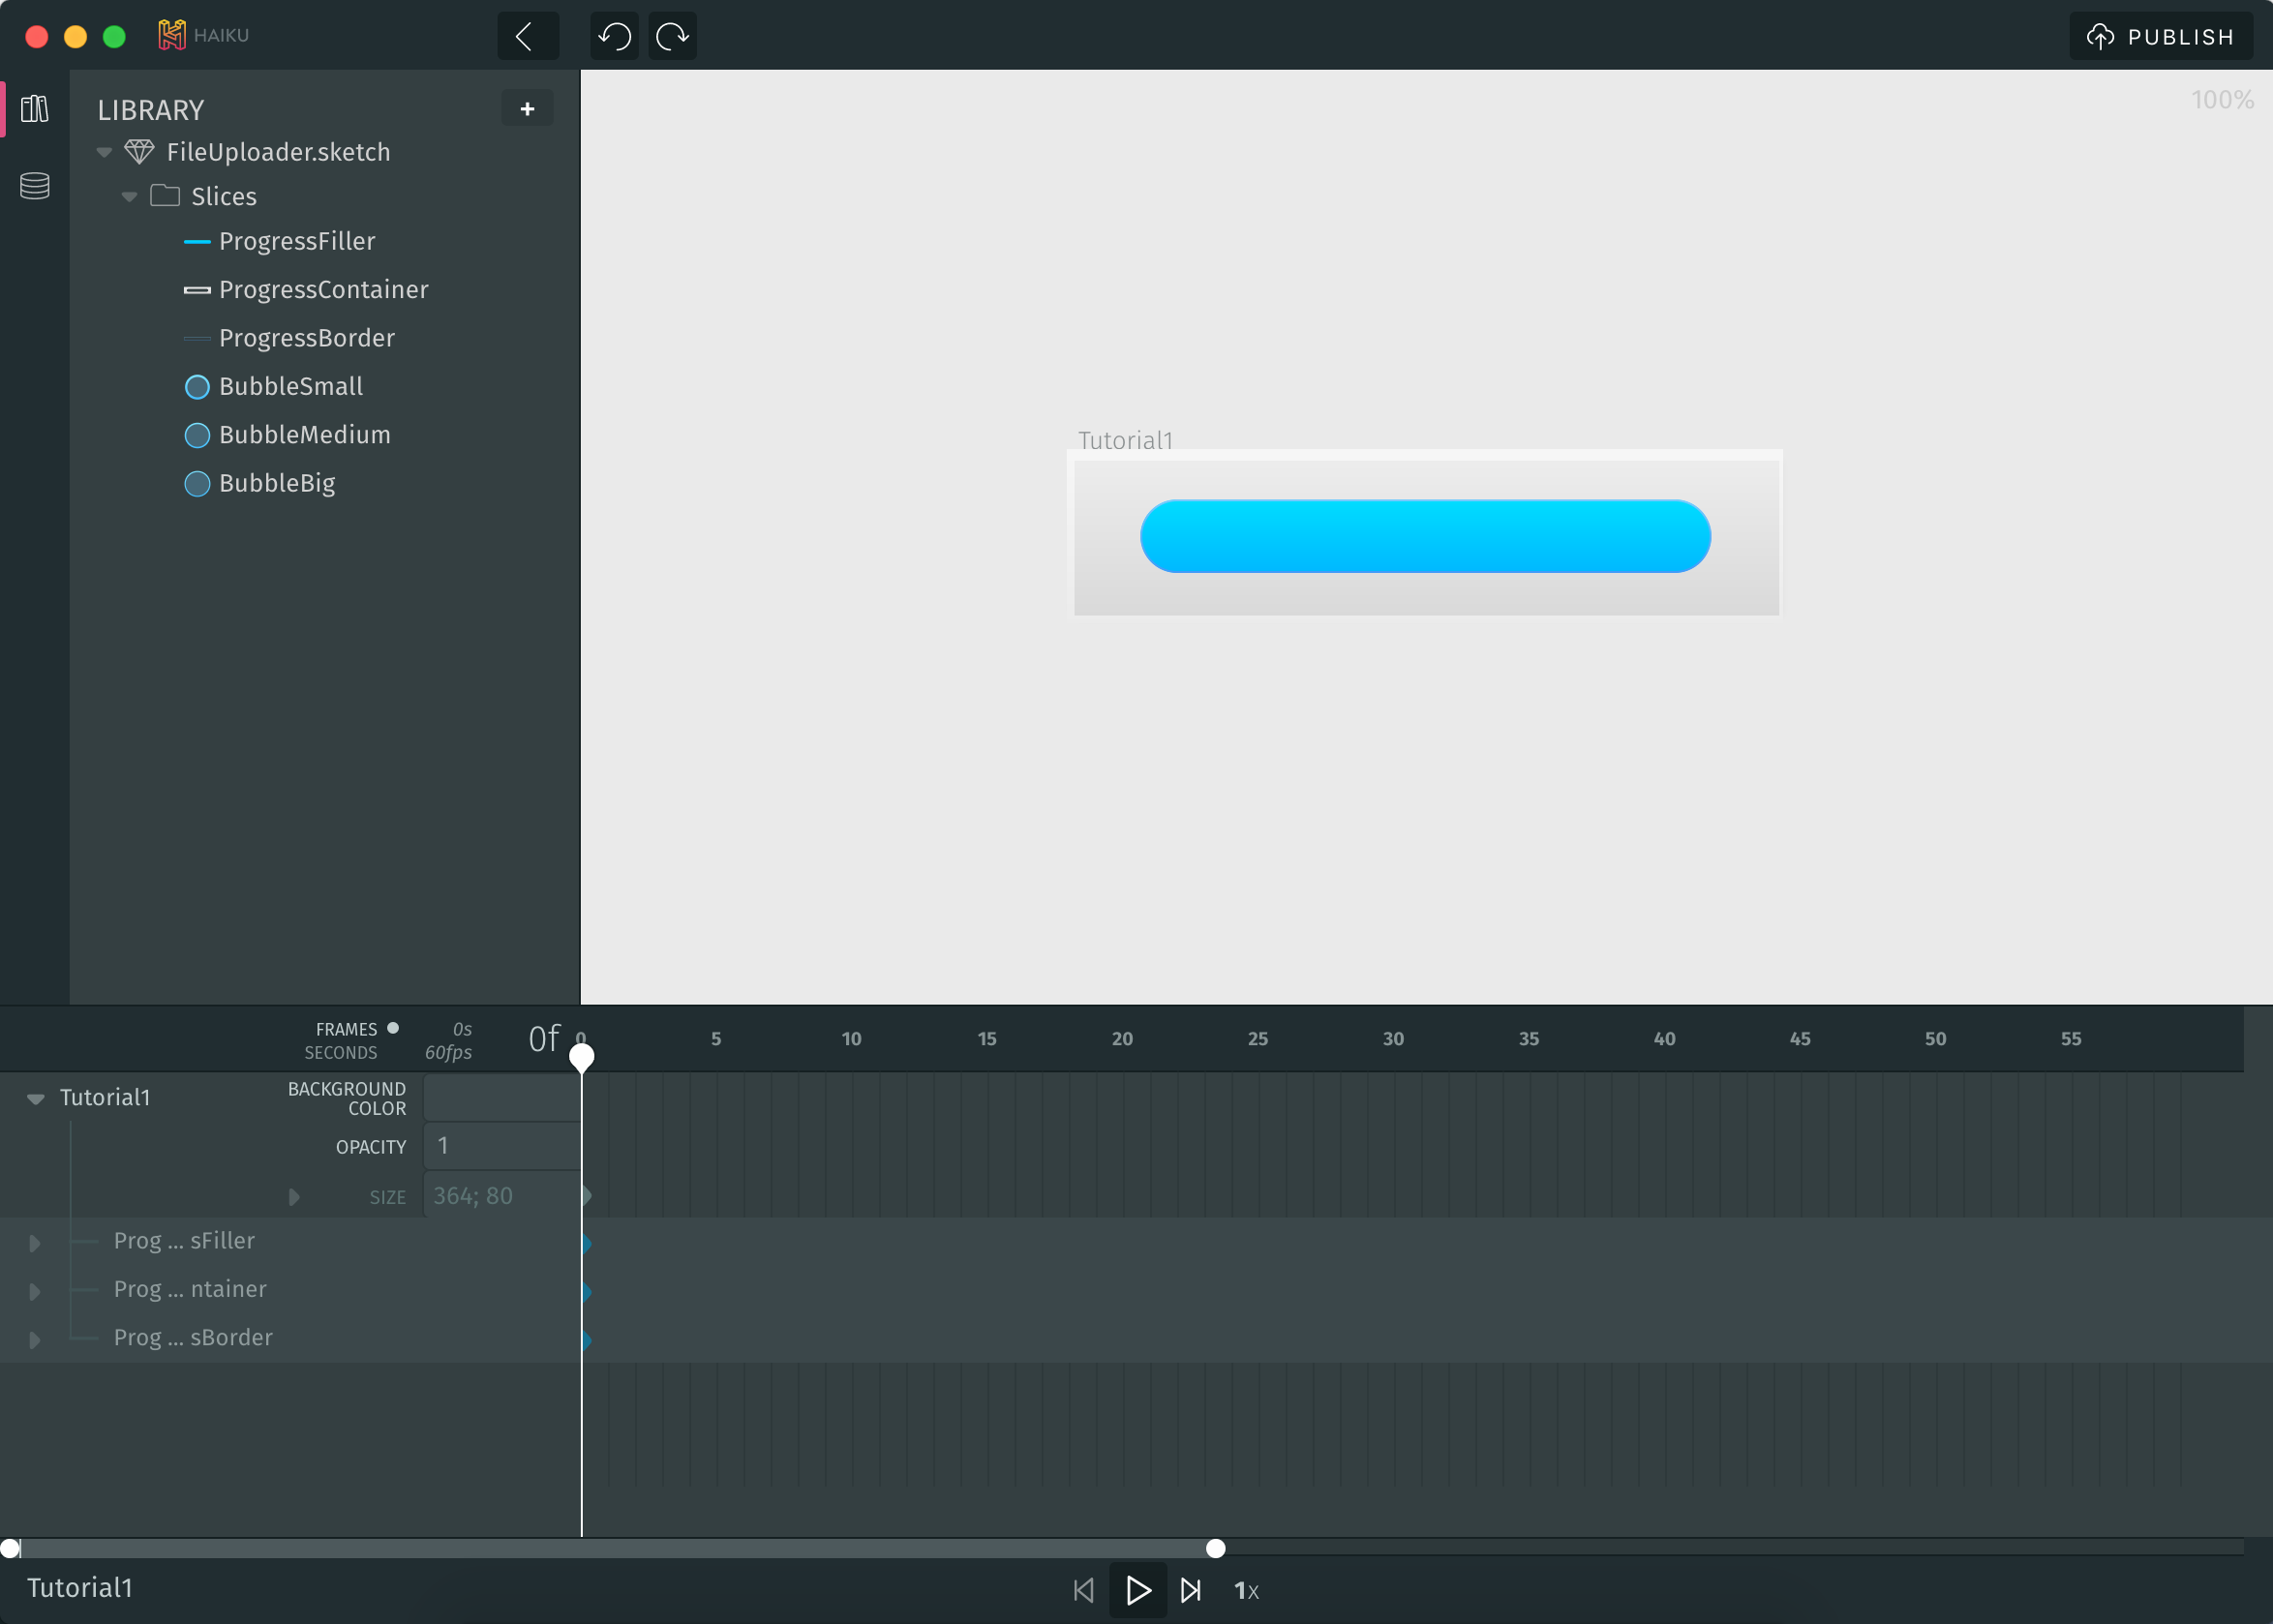 HAIKU
PUBLISH
LIBRARY
+
100%
FileUploader.sketch
Slices
ProgressFiller
ProgressContainer
ProgressBorder
BubbleSmall
BubbleMedium
BubbleBig
Tutorial1
FRAMES
SECONDS
0s
60fps
0f
0 5 10 15 20 25 30 35 40 45 50 55
Tutorial1
BACKGROUND
COLOR
OPACITY 1
SIZE 364; 80
Prog ... sFiller
Prog ... ntainer
Prog ... sBorder
Tutorial1
1x